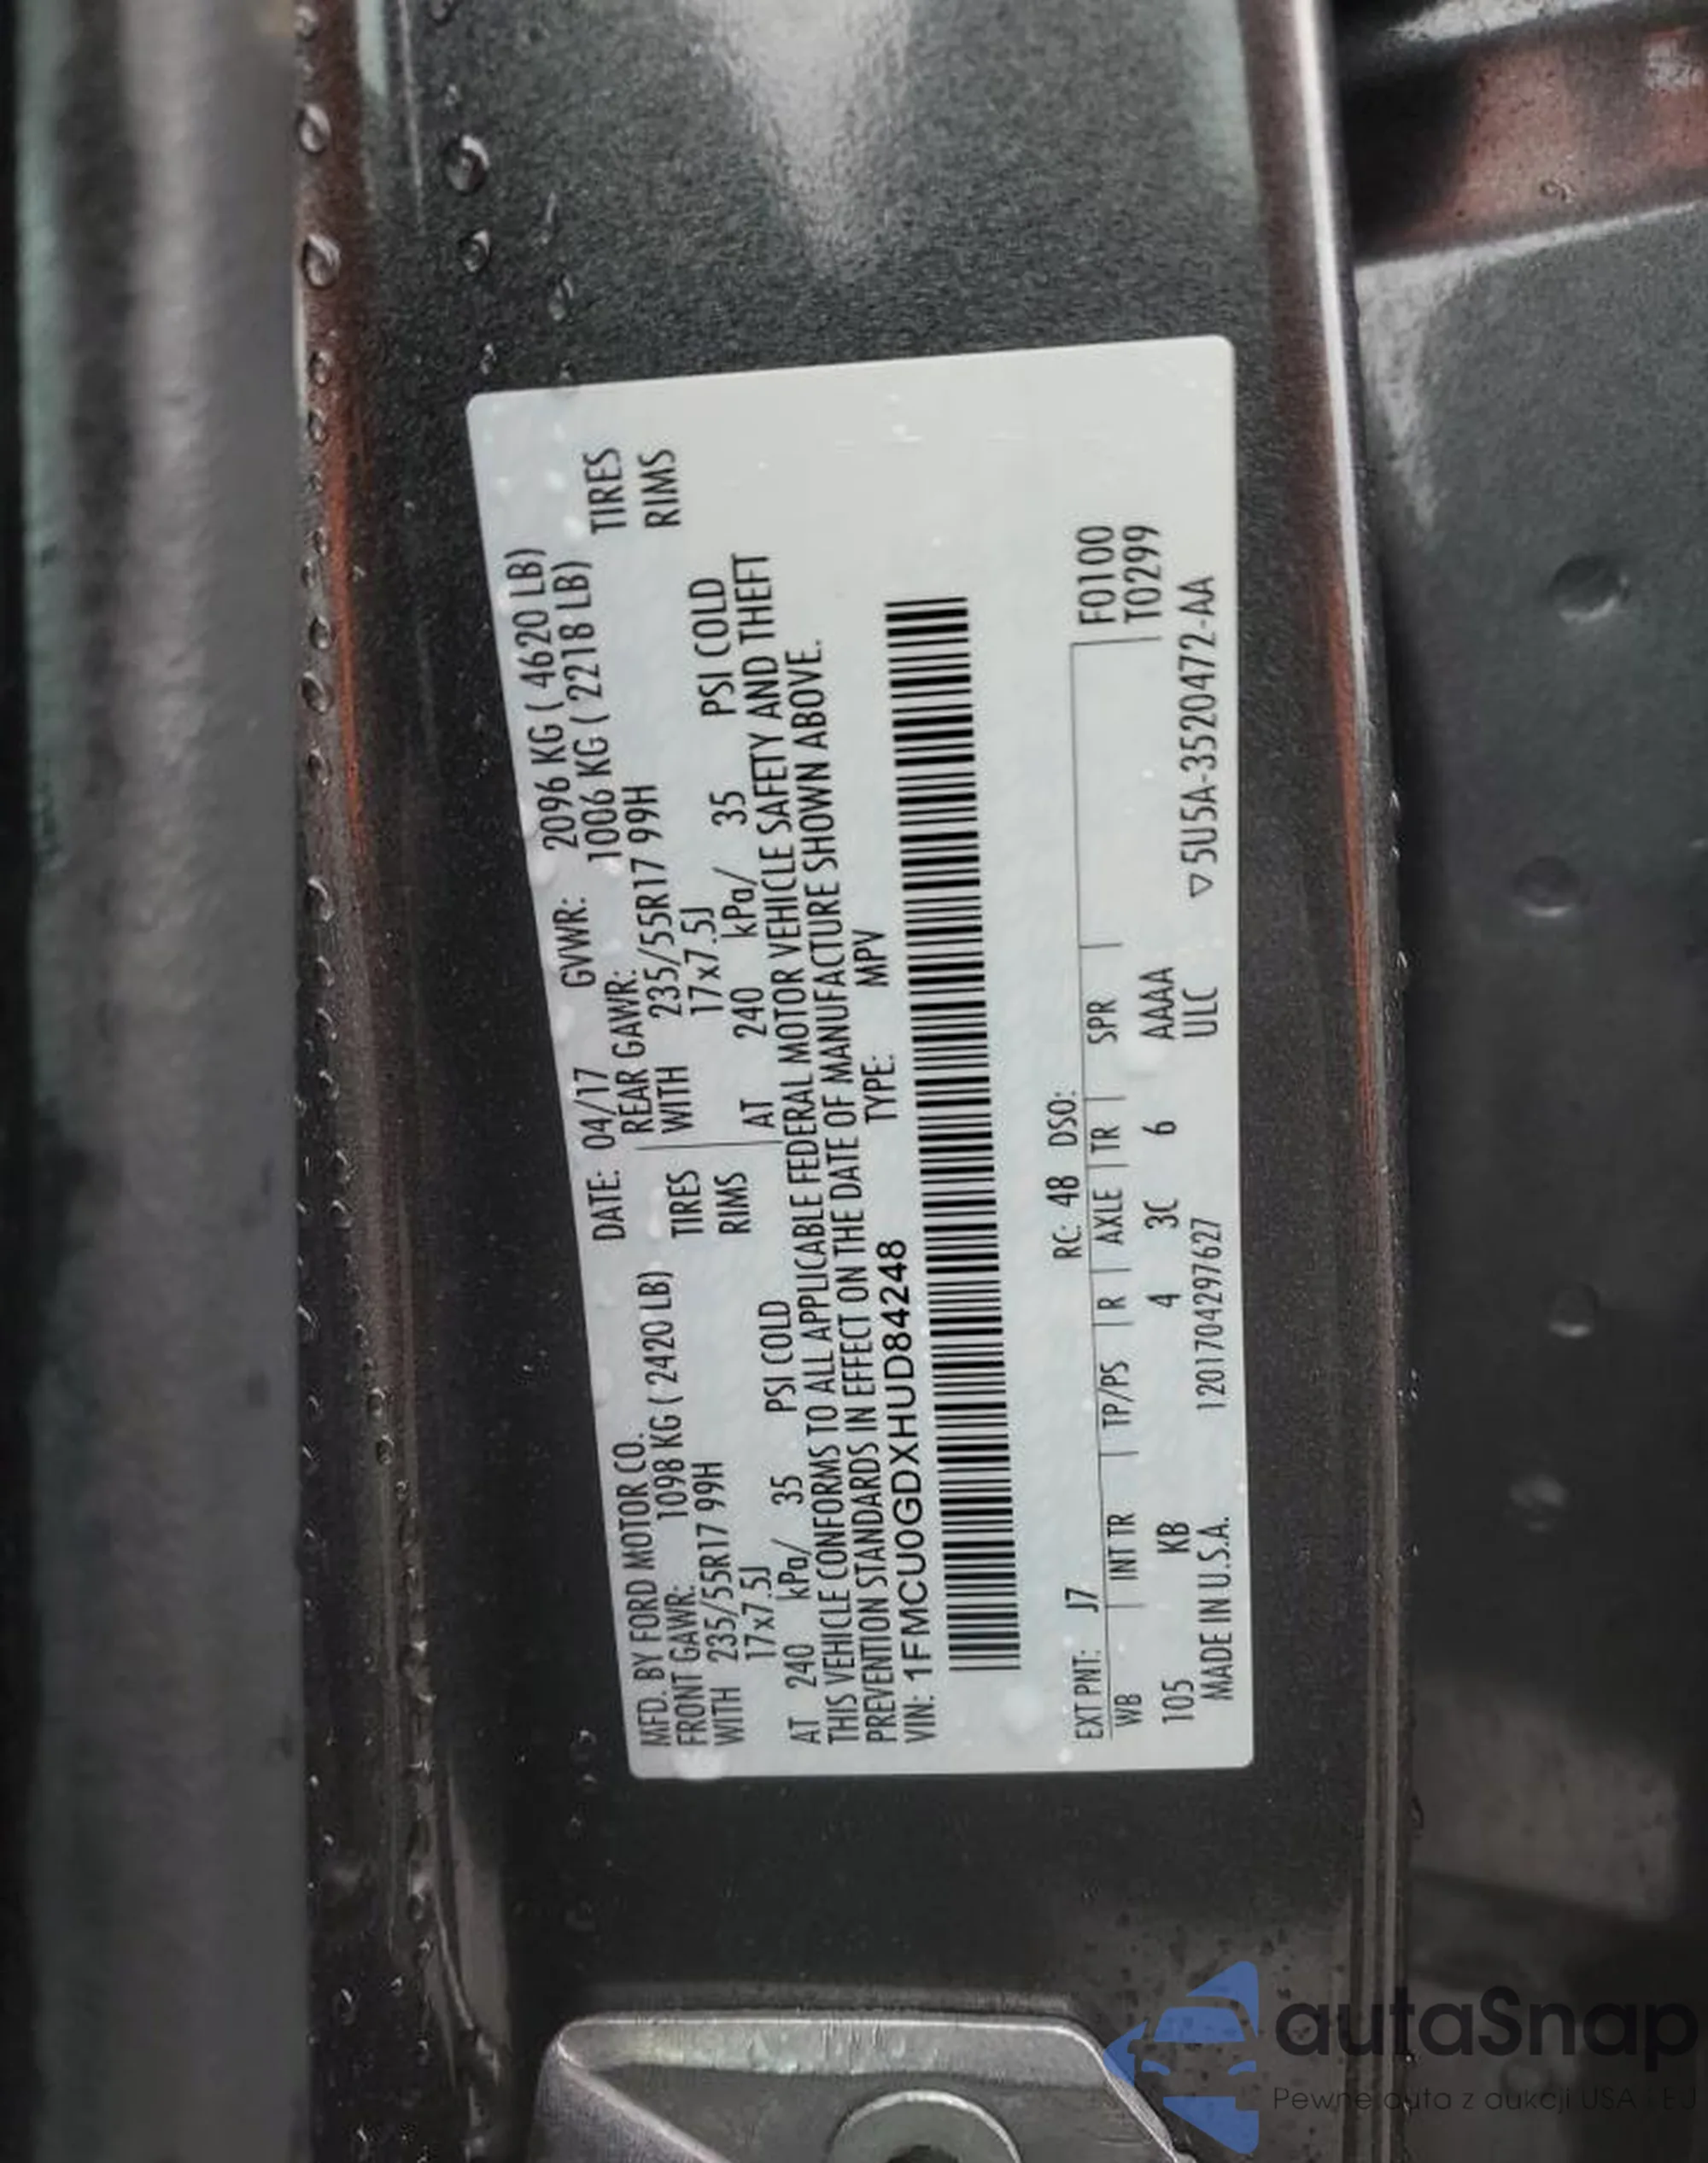 MFD. BY FORD MOTOR CO.
DATE: 04/17 GVWR: 2096 KG ( 4620 LB)
FRONT GAWR: 1098 KG ( 2420 LB)
REAR GAWR: 1006 KG ( 2218 LB)
WITH 235/55R17 99H TIRES
WITH 235/55R17 99H TIRES
17x7.5J RIMS
17x7.5J RIMS
AT 240 kPa/ 35 PSI COLD
AT 240 kPa/ 35 PSI COLD
THIS VEHICLE CONFORMS TO ALL APPLICABLE FEDERAL MOTOR VEHICLE SAFETY AND THEFT
PREVENTION STANDARDS IN EFFECT ON THE DATE OF MANUFACTURE SHOWN ABOVE.
VIN: 1FMCU0GDXHUD84248 TYPE: MPV
EXT PNT: J7 RC: 48 DSO:
F0100
WB | INT TR | TP/PS | R | AXLE | TR | SPR
T0299
105 KB 4 3C 6 AAAA
MADE IN U.S.A. 1201704297627 ULC ▽5U5A-3520472-AA
autaSnap
Pewne auta z aukcji USA i EU